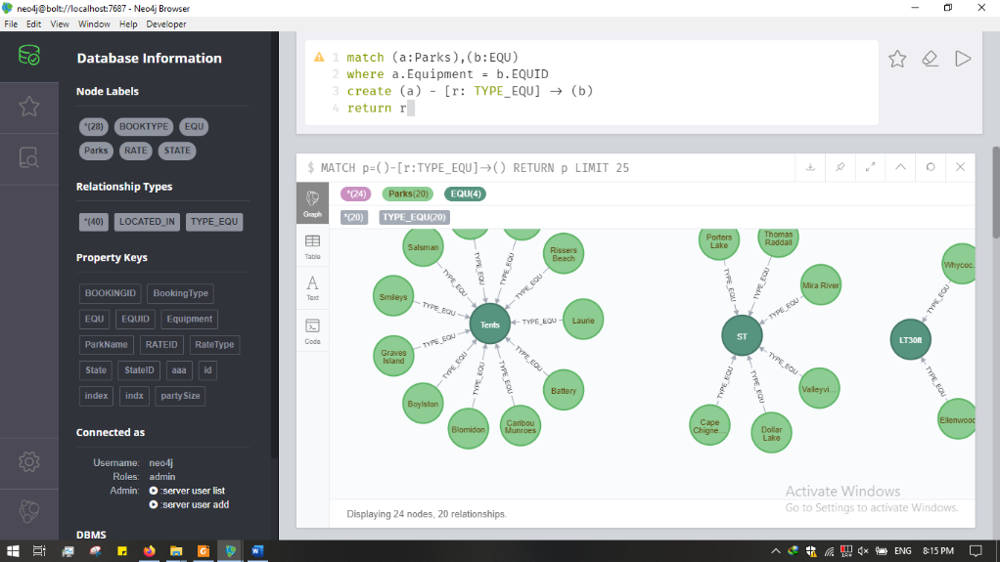 neo4j@bolt://localhost:7687 - Neo4j Browser
File Edit View Window Help Developer
Database Information
Node Labels
*(28) BOOKTYPE EQU
Parks RATE STATE
Relationship Types
*(40) LOCATED_IN TYPE_EQU
Property Keys
BOOKINGID BookingType
EQU EQUID Equipment
ParkName RATEID RateType
State StateID aaa id
index indx partySize
Connected as
Username: neo4j
Roles: admin
Admin: :server user list
:server user add
DBMS
1 match (a:Parks),(b:EQU)
2 where a.Equipment = b.EQUID
3 create (a) - [r: TYPE_EQU] → (b)
4 return r
$ MATCH p=()-[r:TYPE_EQU]→() RETURN p LIMIT 25
Graph
Table
Text
Code
*(24) Parks(20) EQU(4)
*(20) TYPE_EQU(20)
Salsman
Rissers
Beach
Smileys
Laurie
Tents
Graves
Island
Battery
Boylston
Blomidon
Caribou
Munroes
TYPE_EQU
TYPE_EQU
TYPE_EQU
TYPE_EQU
TYPE_EQU
TYPE_EQU
TYPE_EQU
TYPE_EQU
TYPE_EQU
TYPE_EQU
TYPE_EQU
Porters
Lake
Thomas
Raddall
Mira River
ST
Valleyvi...
Cape
Chigne...
Dollar
Lake
TYPE_EQU
TYPE_EQU
TYPE_EQU
TYPE_EQU
TYPE_EQU
TYPE_EQU
Whycoc.
LT30ft
Ellenwood
TYPE_EQU
TYPE_EQU
Displaying 24 nodes, 20 relationships.
Activate Windows
Go to Settings to activate Windows.
ENG 8:15 PM